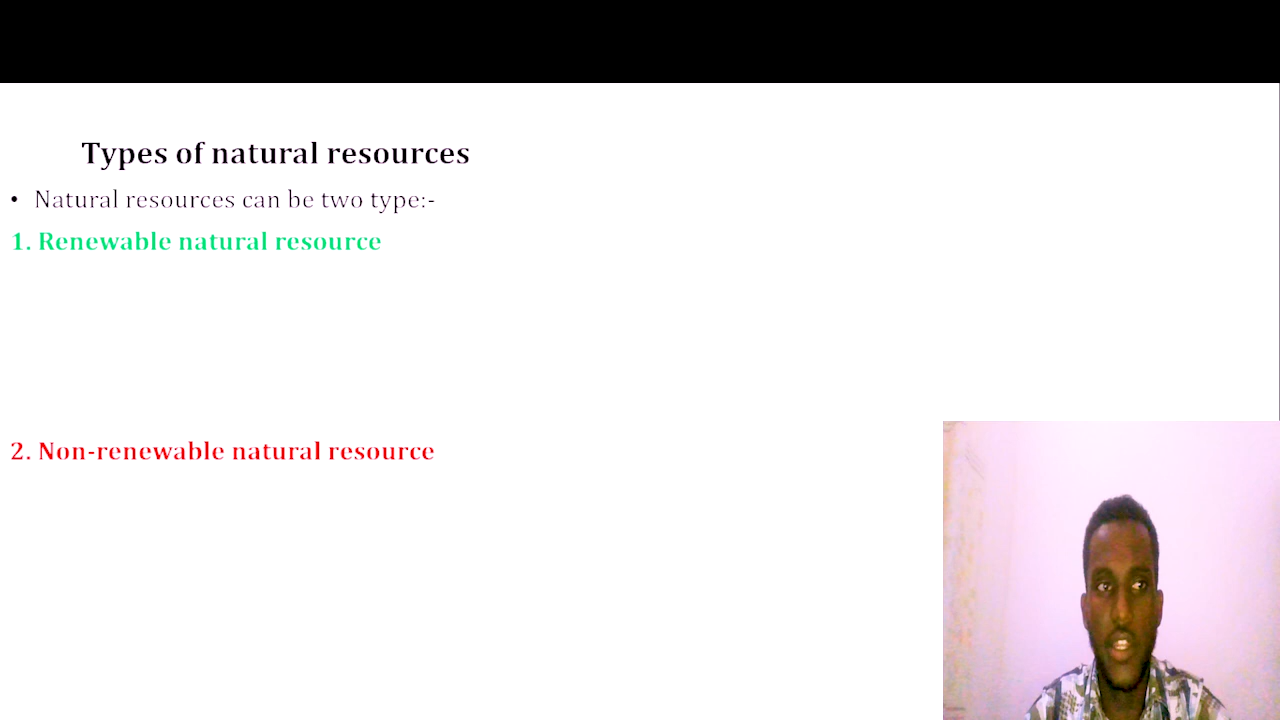 Types of natural resources
• Natural resources can be two type:-
1. Renewable natural resource
2. Non-renewable natural resource